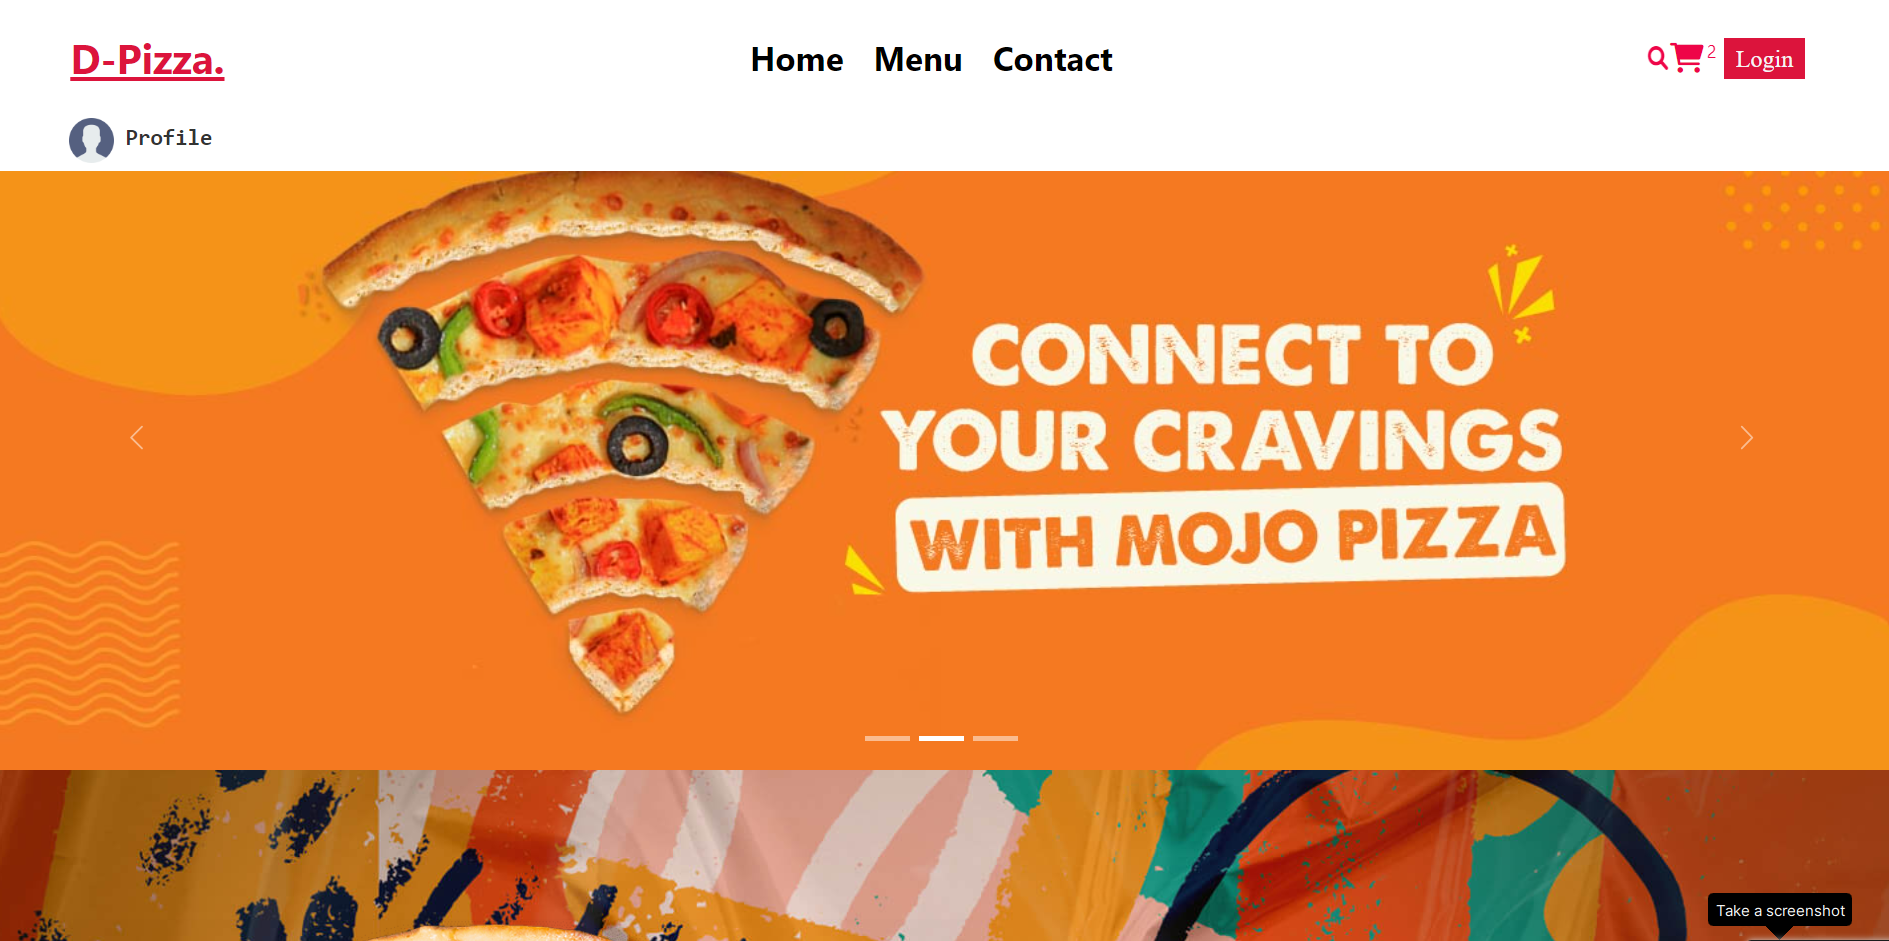 D-Pizza.
Home Menu Contact
2
Login
Profile
CONNECT TO
YOUR CRAVINGS
WITH MOJO PIZZA
Take a screenshot